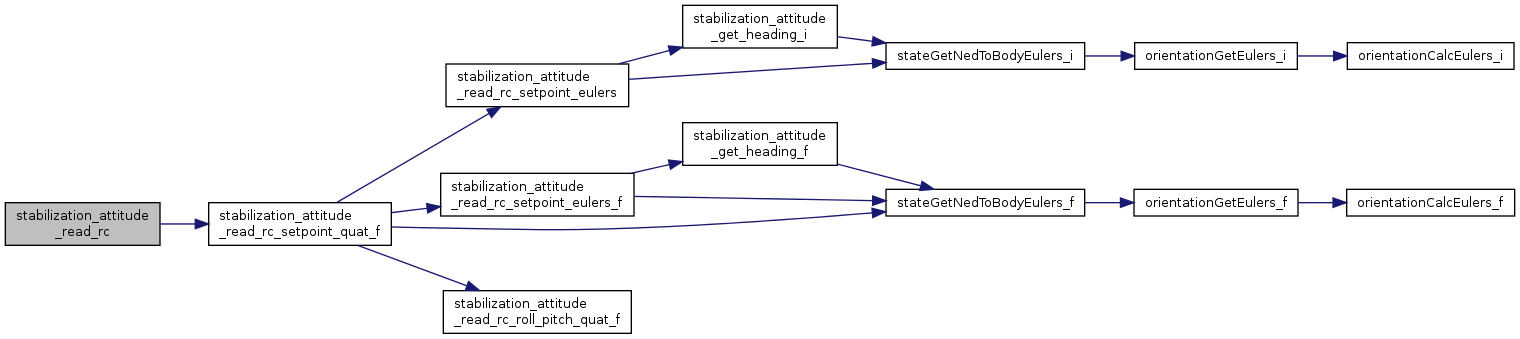 stabilization_attitude
_read_rc
stabilization_attitude
_read_rc_setpoint_quat_f
stabilization_attitude
_read_rc_setpoint_eulers
stabilization_attitude
_get_heading_i
stateGetNedToBodyEulers_i
orientationGetEulers_i
orientationCalcEulers_i
stabilization_attitude
_read_rc_setpoint_eulers_f
stabilization_attitude
_get_heading_f
stateGetNedToBodyEulers_f
orientationGetEulers_f
orientationCalcEulers_f
stabilization_attitude
_read_rc_roll_pitch_quat_f